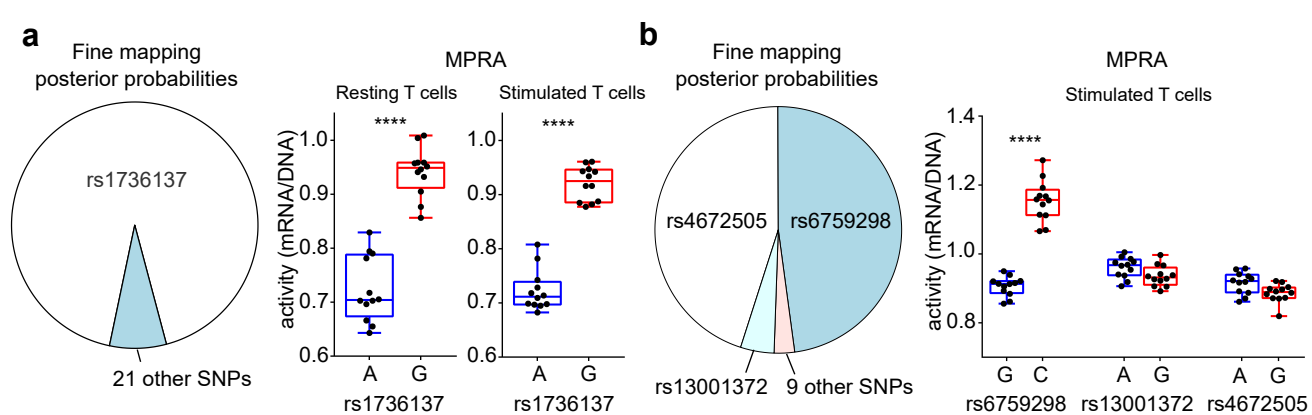 a
Fine mapping
posterior probabilities
rs1736137
21 other SNPs
MPRA
Resting T cells
Stimulated T cells
activity (mRNA/DNA)
1.0
0.9
0.8
0.7
0.6
****
A G
rs1736137
1.0
0.9
0.8
0.7
0.6
****
A G
rs1736137
b
Fine mapping
posterior probabilities
rs4672505
rs6759298
rs13001372
9 other SNPs
MPRA
Stimulated T cells
activity (mRNA/DNA)
1.4
1.2
1.0
0.8
****
G C A G A G
rs6759298 rs13001372 rs4672505